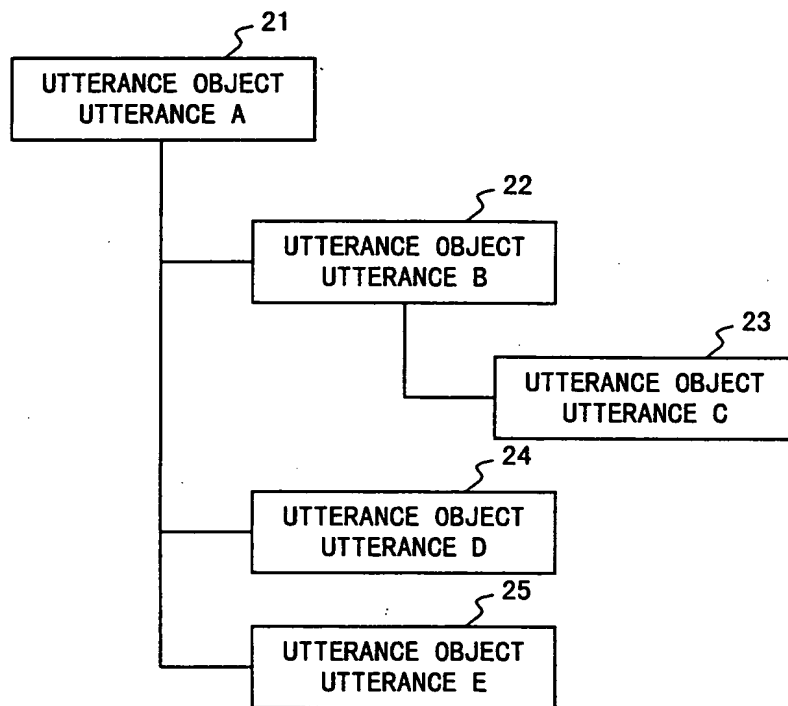 21
UTTERANCE OBJECT
UTTERANCE A
22
UTTERANCE OBJECT
UTTERANCE B
23
UTTERANCE OBJECT
UTTERANCE C
24
UTTERANCE OBJECT
UTTERANCE D
25
UTTERANCE OBJECT
UTTERANCE E